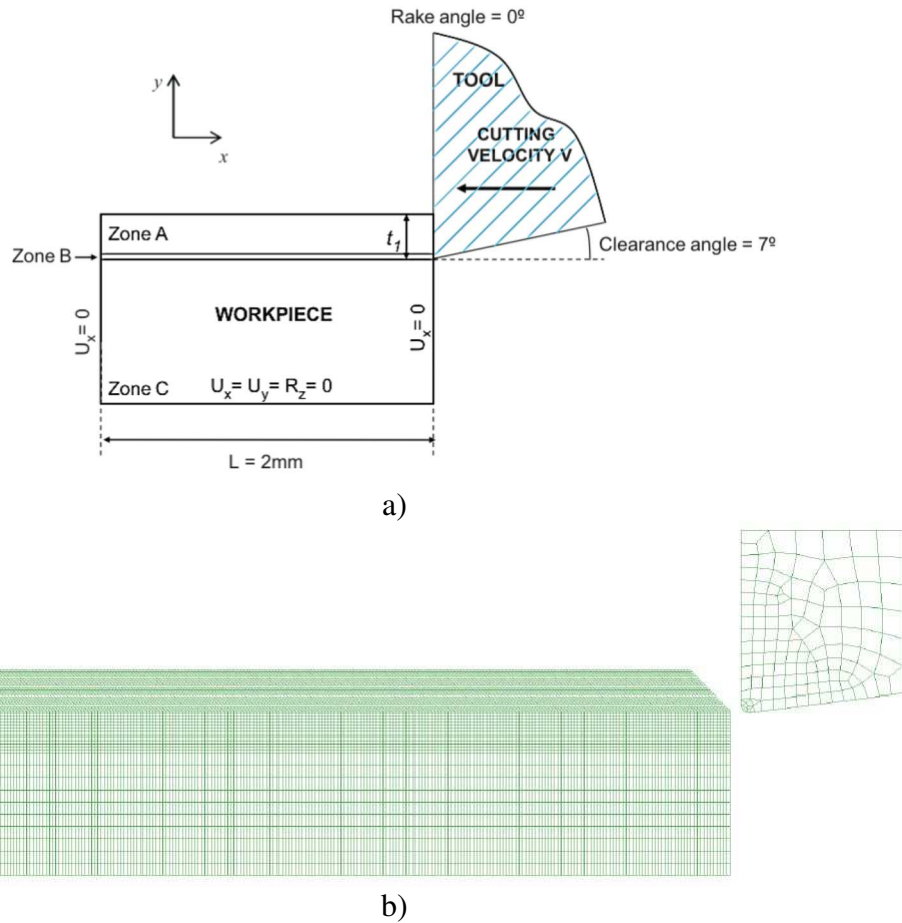 Rake angle = 0º
TOOL
y
CUTTING
VELOCITY V
x
Zone A
t1
Clearance angle = 7º
Zone B
WORKPIECE
Ux= 0
Ux= 0
Zone C
Ux= Uy= Rz= 0
L = 2mm
a)
b)